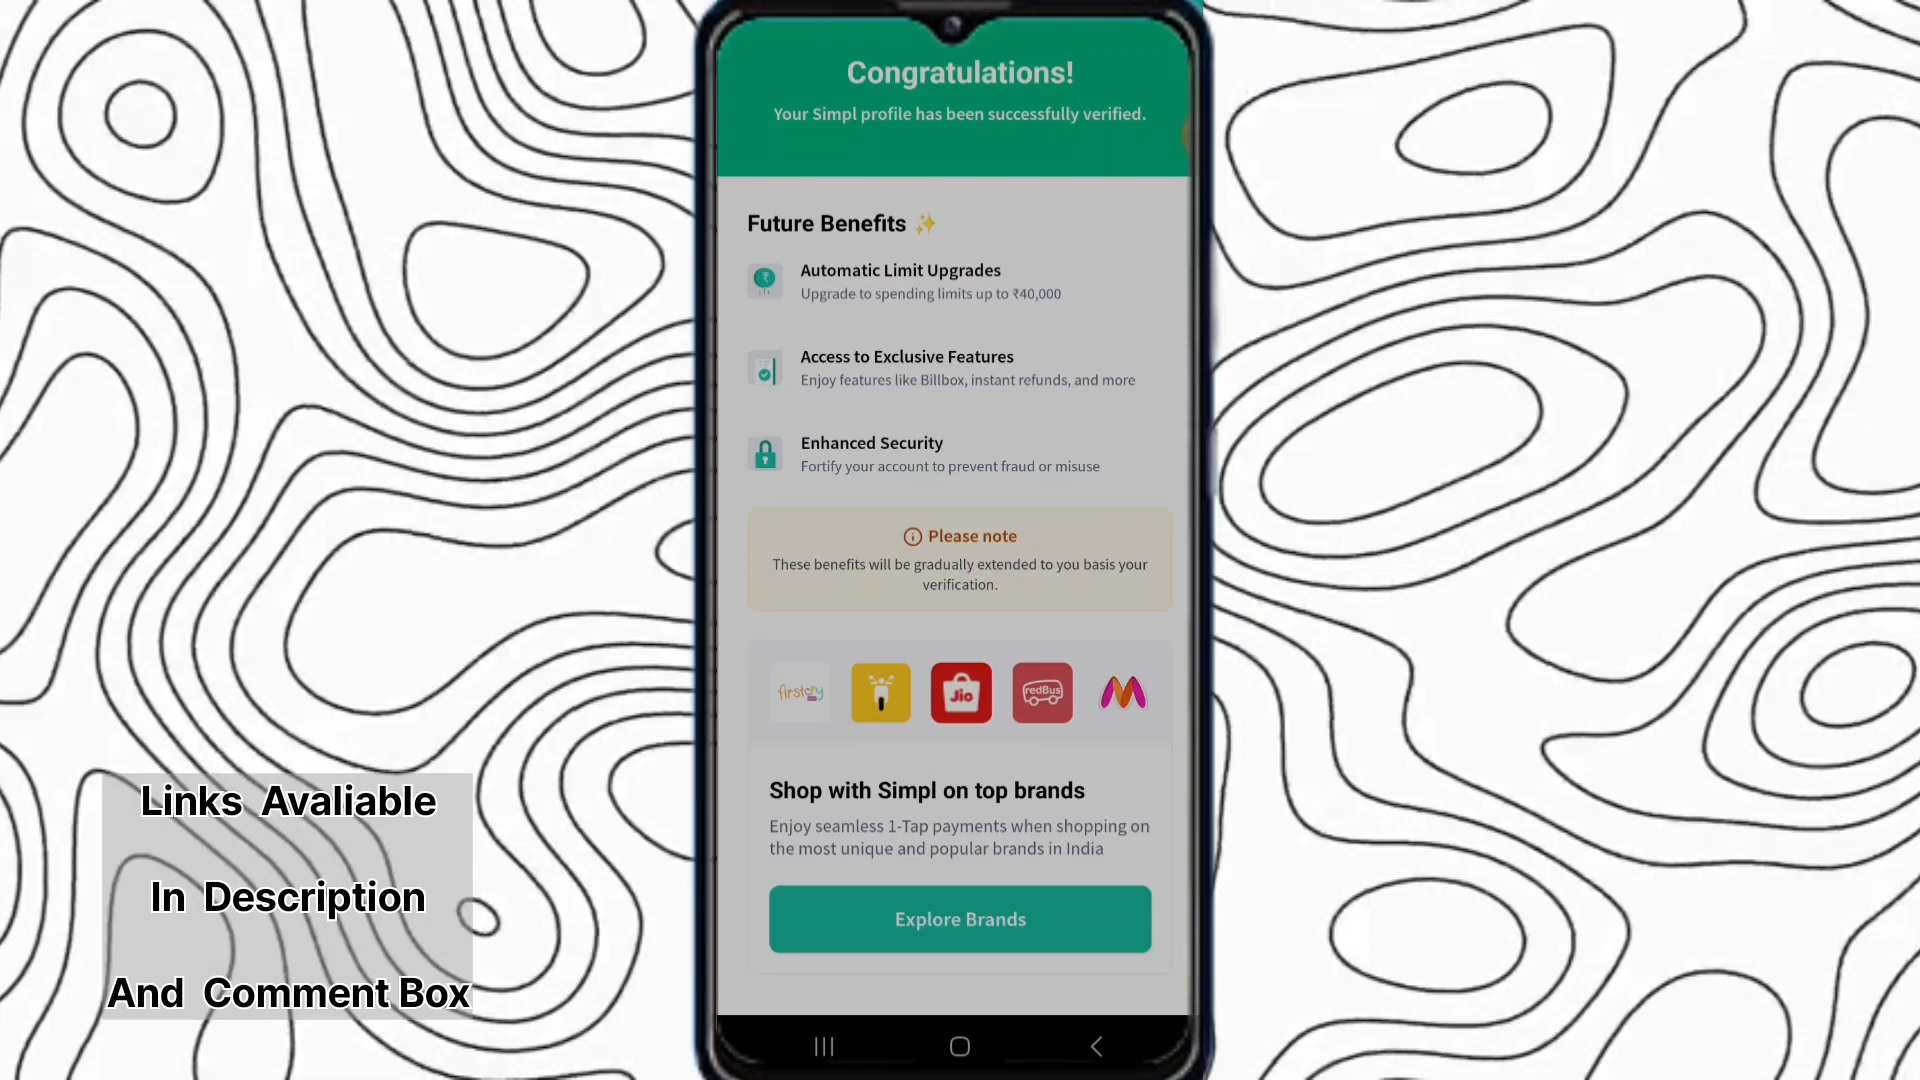 Congratulations!
Your Simpl profile has been successfully verified.
Future Benefits ✨
Automatic Limit Upgrades
Upgrade to spending limits up to ₹40,000
Access to Exclusive Features
Enjoy features like Billbox, instant refunds, and more
Enhanced Security
Fortify your account to prevent fraud or misuse
Please note
These benefits will be gradually extended to you basis your
verification.
firstcry
Jio
redBus
Shop with Simpl on top brands
Enjoy seamless 1-Tap payments when shopping on
the most unique and popular brands in India
Explore Brands
Links Avaliable
In Description
And Comment Box